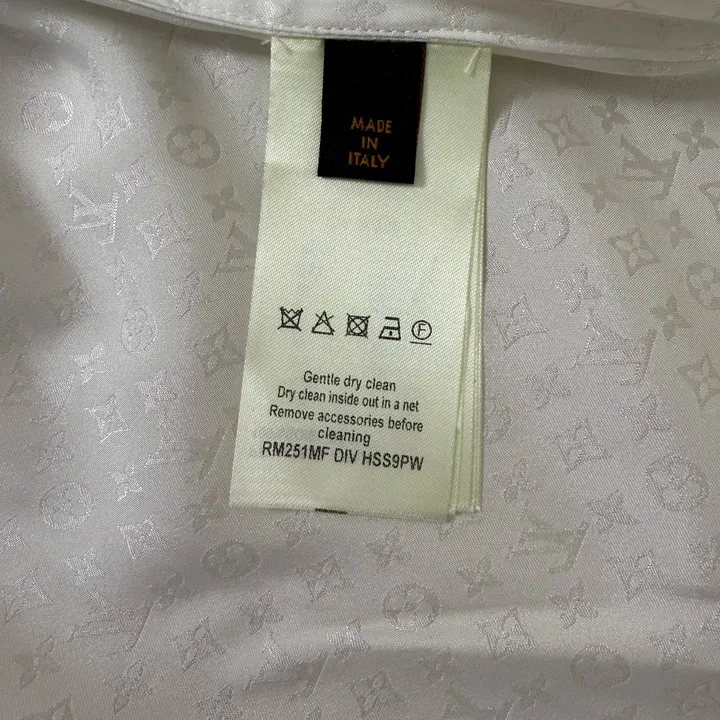 MADE
IN
ITALY
F
Gentle dry clean
Dry clean inside out in a net
Remove accessories before
cleaning
RM251MF DIV HSS9PW